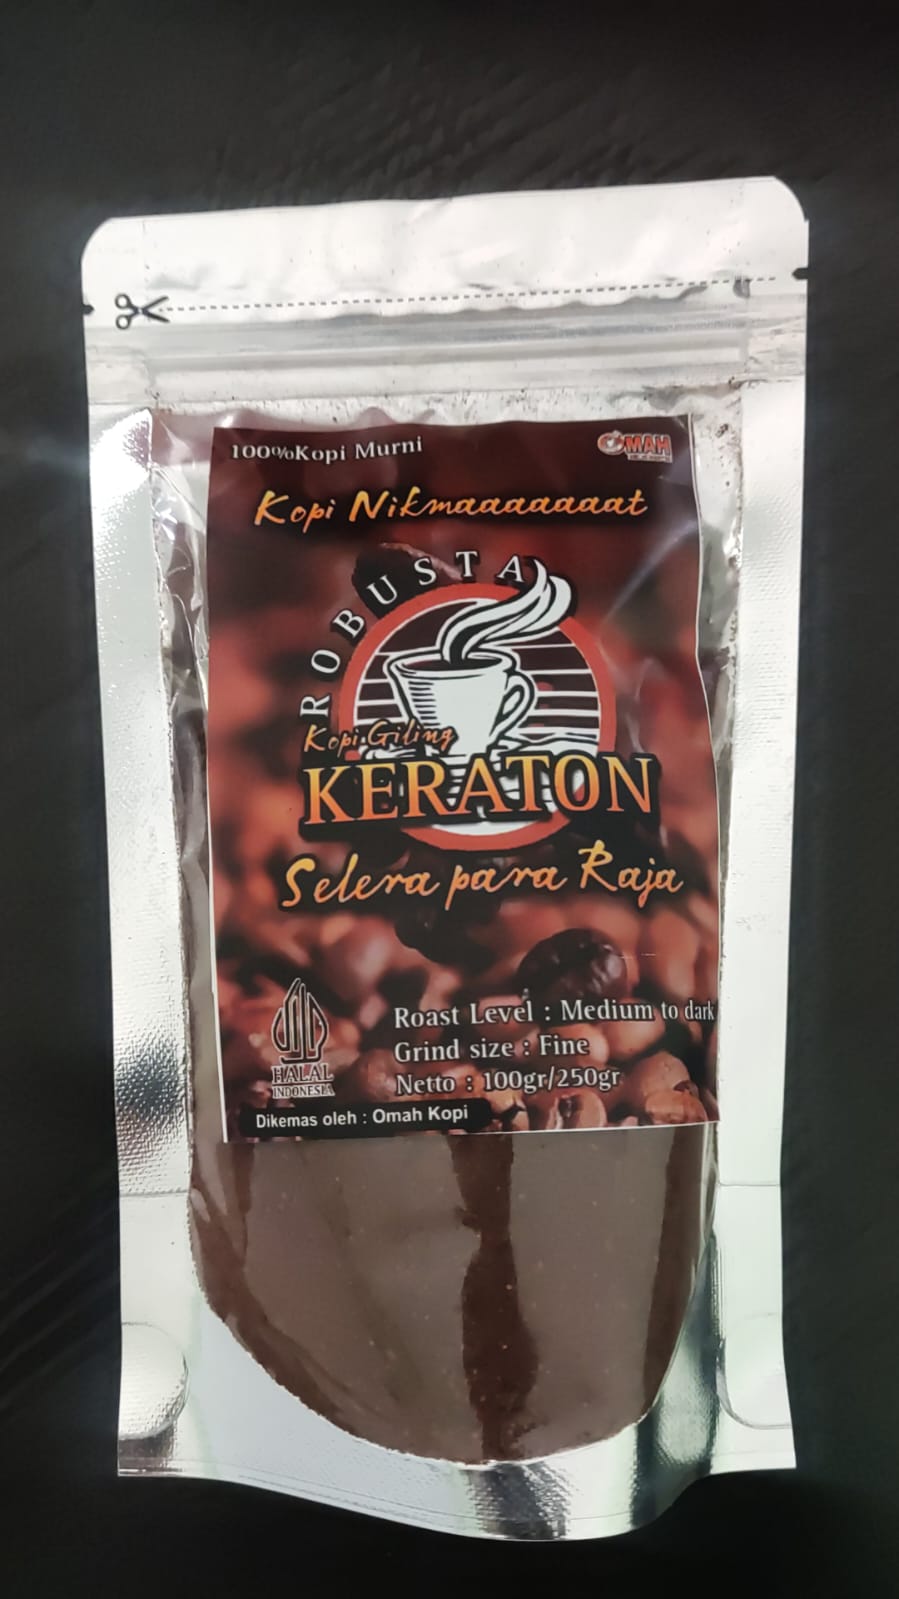 100%Kopi Murni
OMAH
Kopi Nikmaaaaaaaat
ROBUSTA
Kopi Giling
KERATON
Selera para Raja
Roast Level : Medium to dark
Grind size : Fine
Netto : 100gr/250gr
HALAL
INDONESIA
Dikemas oleh : Omah Kopi